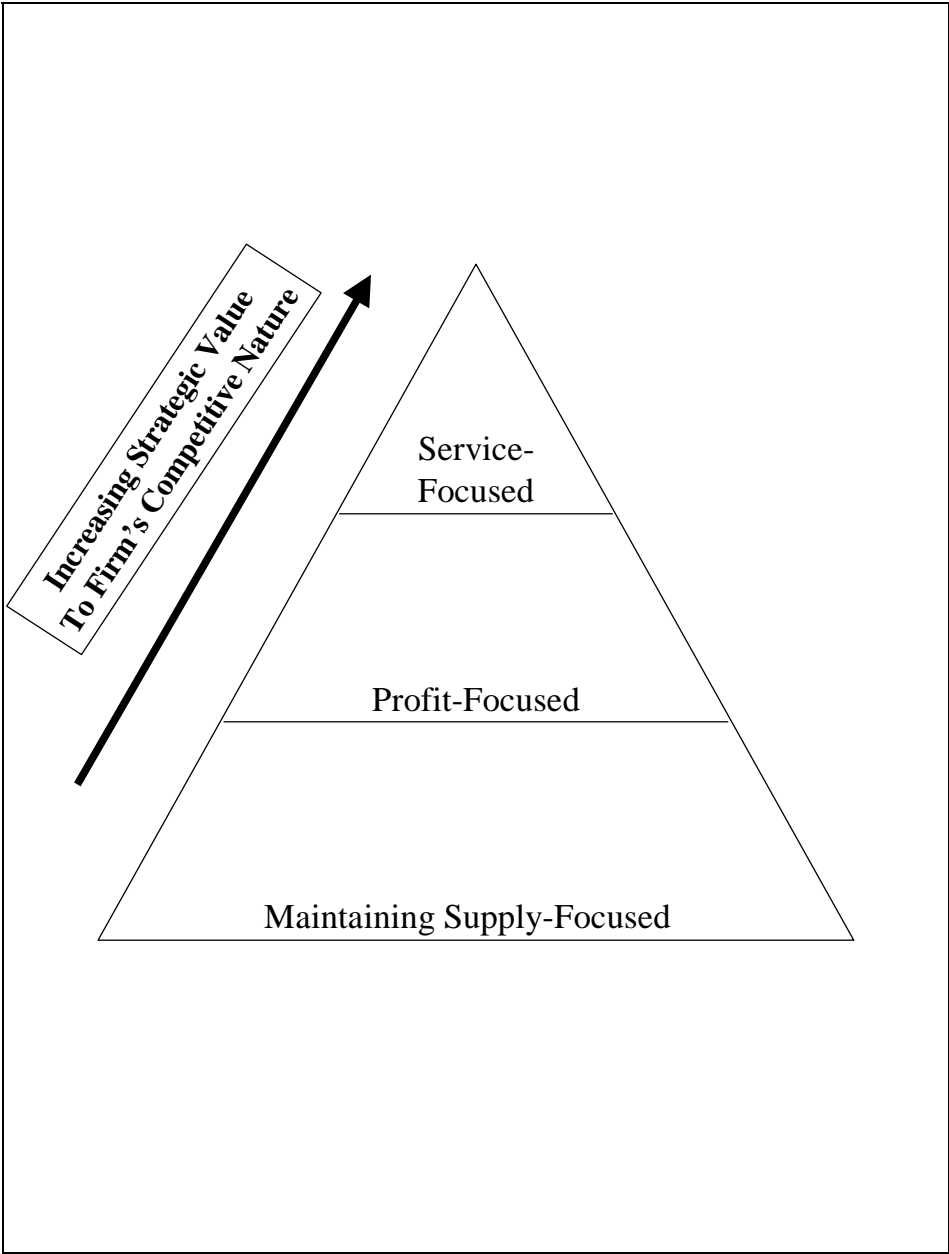 Increasing Strategic Value
To Firm's Competitive Nature
Service-
Focused
Profit-Focused
Maintaining Supply-Focused